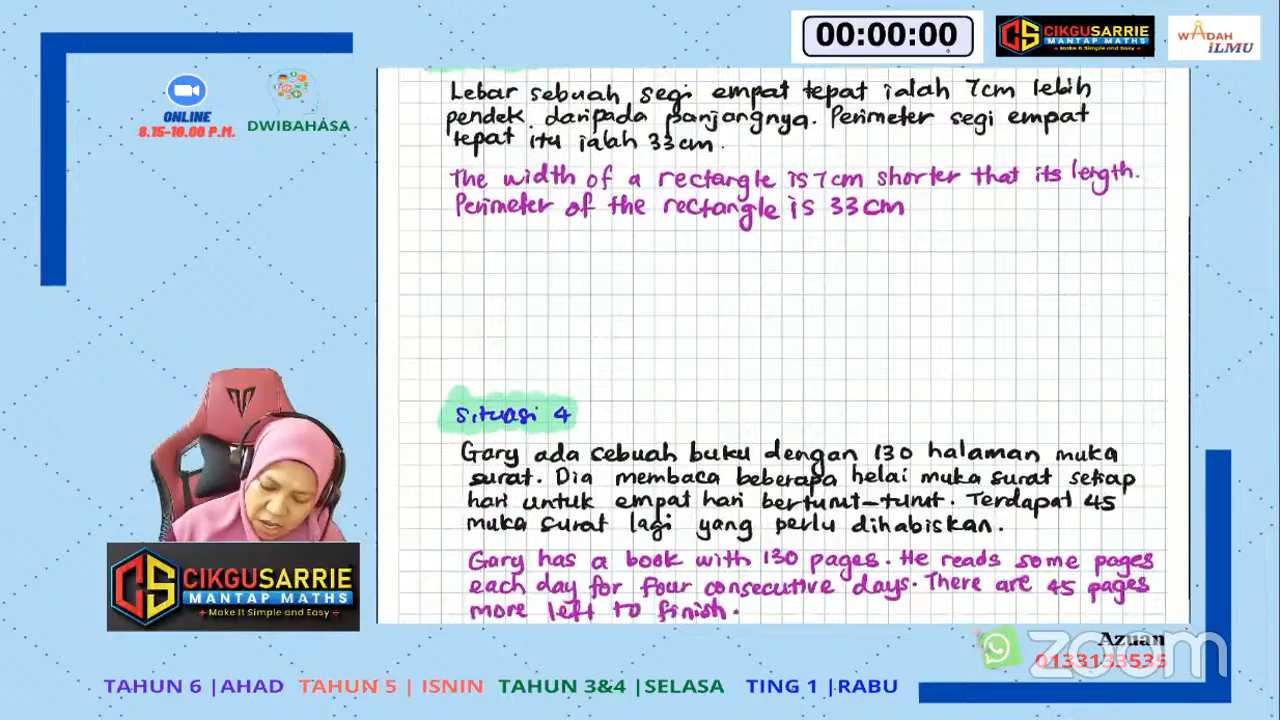 00:00:00
CIKGUSARRIE
MANTAP MATHS
Make It Simple and Easy
WADAH
ILMU
ONLINE
8.15-10.00 P.M.
DWIBAHASA
Lebar sebuah segi empat tepat ialah 7cm lebih
pendek daripada panjangnya. Perimeter segi empat
tepat itu ialah 33cm.
The width of a rectangle is 7cm shorter that its length.
Perimeter of the rectangle is 33cm
Situasi 4
Gary ada sebuah buku dengan 130 halaman muka
surat. Dia membaca beberapa helai muka surat setiap
hari untuk empat hari berturut-turut. Terdapat 45
muka surat lagi yang perlu dihabiskan.
Gary has a book with 130 pages. He reads some pages
each day for four consecutive days. There are 45 pages
more left to finish.
CS CIKGUSARRIE
MANTAP MATHS
+ Make It Simple and Easy +
Azuan
zoom
0133133535
TAHUN 6 |AHAD TAHUN 5 | ISNIN TAHUN 3&4 |SELASA TING 1 |RABU